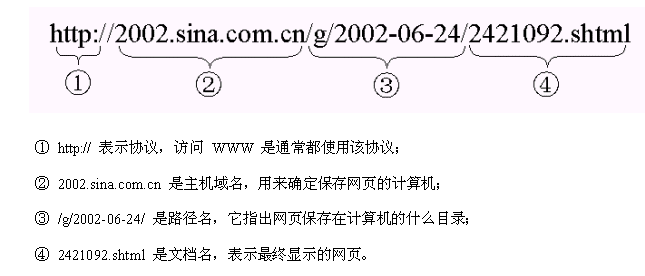 http://2002.sina.com.cn/g/2002-06-24/2421092.shtml
① ② ③ ④
① http:// 表示协议，访问 WWW 是通常都使用该协议；
② 2002.sina.com.cn 是主机域名，用来确定保存网页的计算机；
③ /g/2002-06-24/ 是路径名，它指出网页保存在计算机的什么目录；
④ 2421092.shtml 是文档名，表示最终显示的网页。